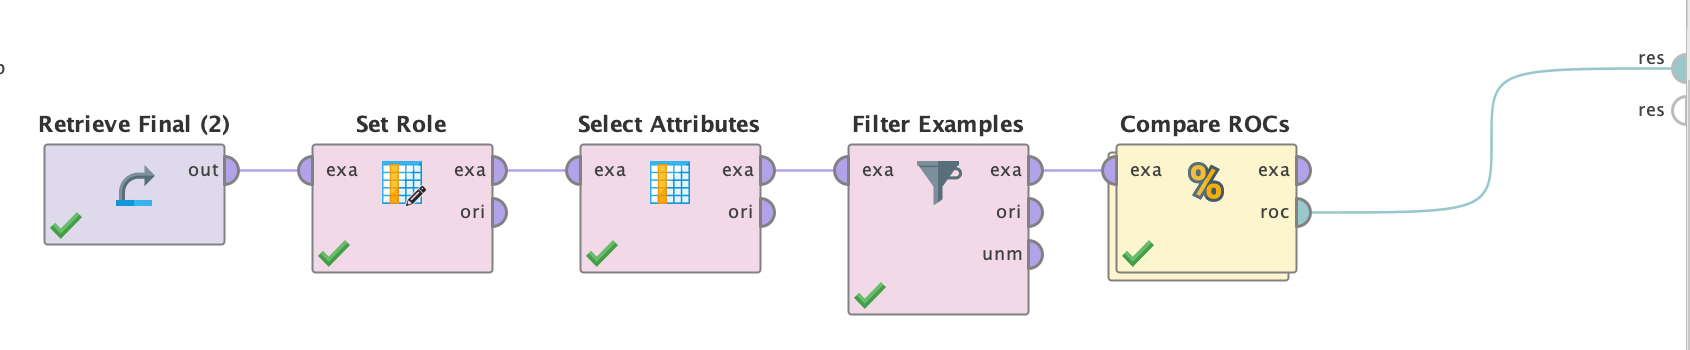 res
res
Retrieve Final (2)
out
Set Role
exa
exa
ori
Select Attributes
exa
exa
ori
Filter Examples
exa
exa
ori
unm
Compare ROCs
exa
exa
roc